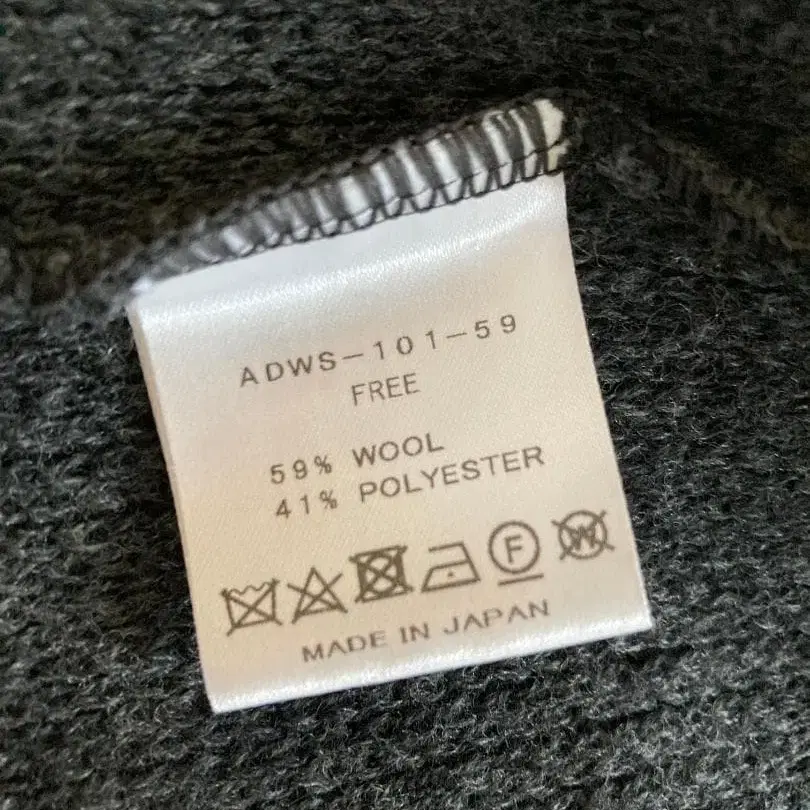 ADWS-101-59
FREE
59% WOOL
41% POLYESTER
F W
MADE IN JAPAN